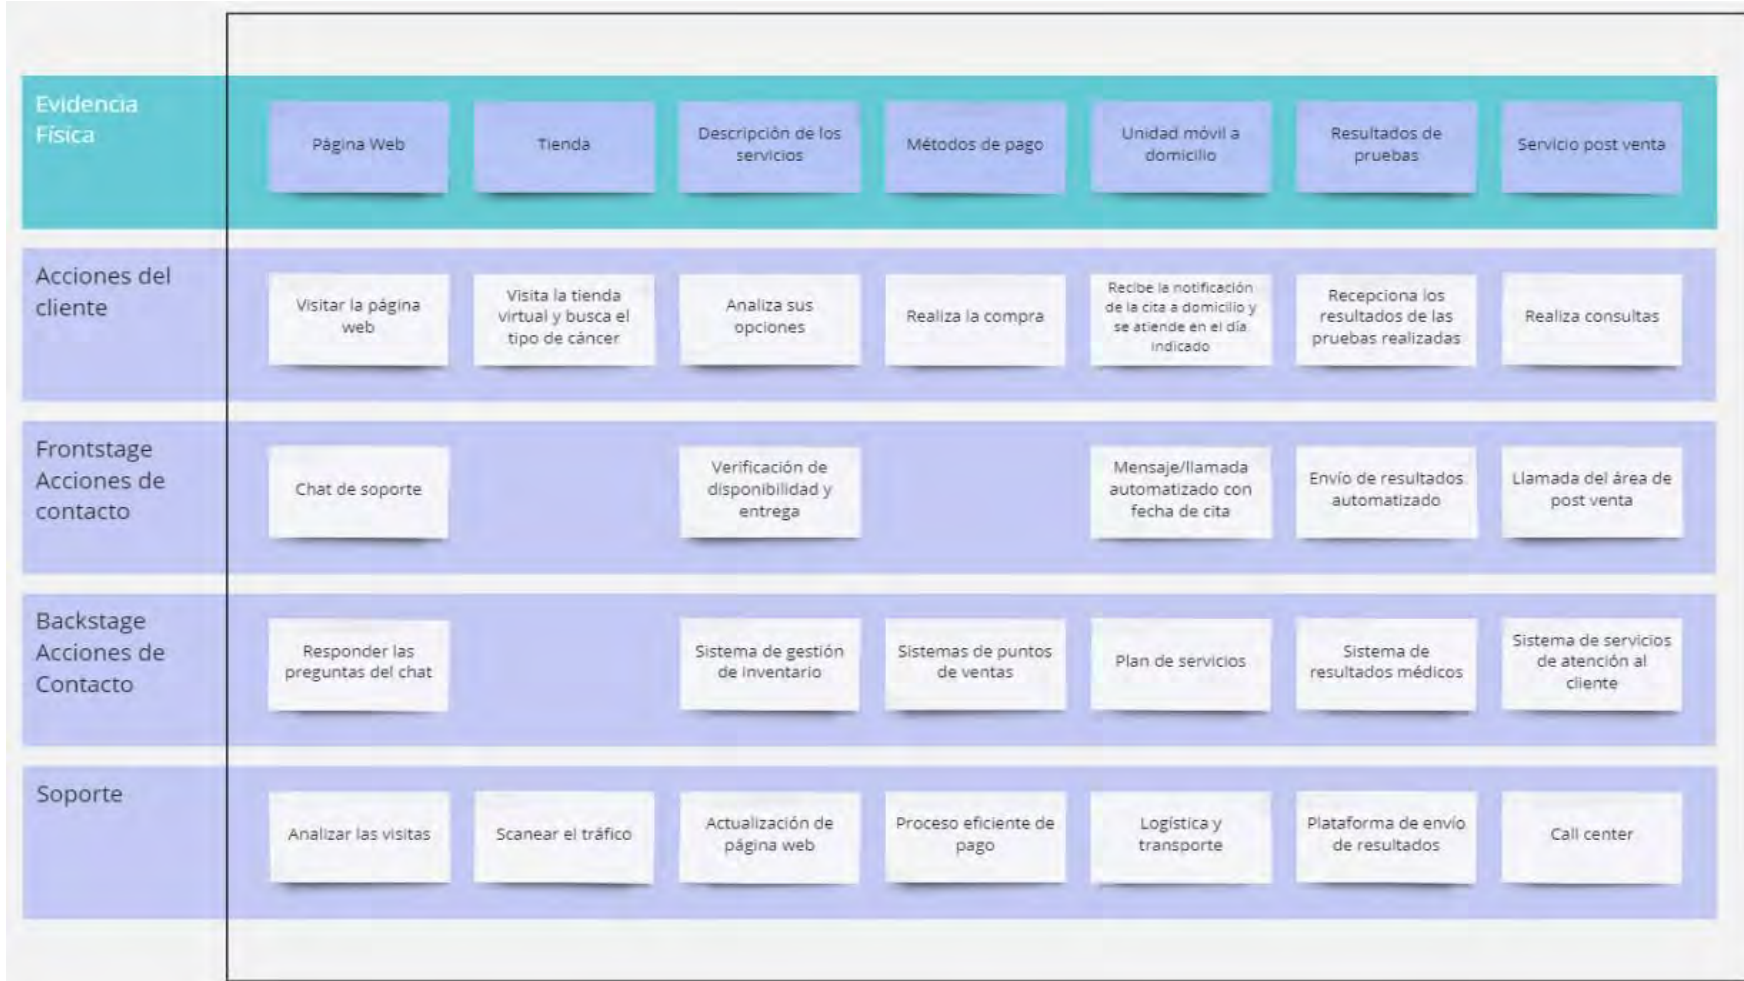 Evidencia
Física
Página Web
Tienda
Descripción de los
servicios
Métodos de pago
Unidad móvil a
domicilio
Resultados de
pruebas
Servicio post venta
Acciones del
cliente
Visitar la página
web
Visita la tienda
virtual y busca el
tipo de cáncer
Analiza sus
opciones
Realiza la compra
Recibe la notificación
de la cita a domicilio y
se atiende en el día
indicado
Recepciona los
resultados de las
pruebas realizadas
Realiza consultas
Frontstage
Acciones de
contacto
Chat de soporte
Verificación de
disponibilidad y
entrega
Mensaje/llamada
automatizado con
fecha de cita
Envío de resultados
automatizado
Llamada del área de
post venta
Backstage
Acciones de
Contacto
Responder las
preguntas del chat
Sistema de gestión
de inventario
Sistemas de puntos
de ventas
Plan de servicios
Sistema de
resultados médicos
Sistema de servicios
de atención al
cliente
Soporte
Analizar las visitas
Scanear el tráfico
Actualización de
página web
Proceso eficiente de
pago
Logística y
transporte
Plataforma de envío
de resultados
Call center